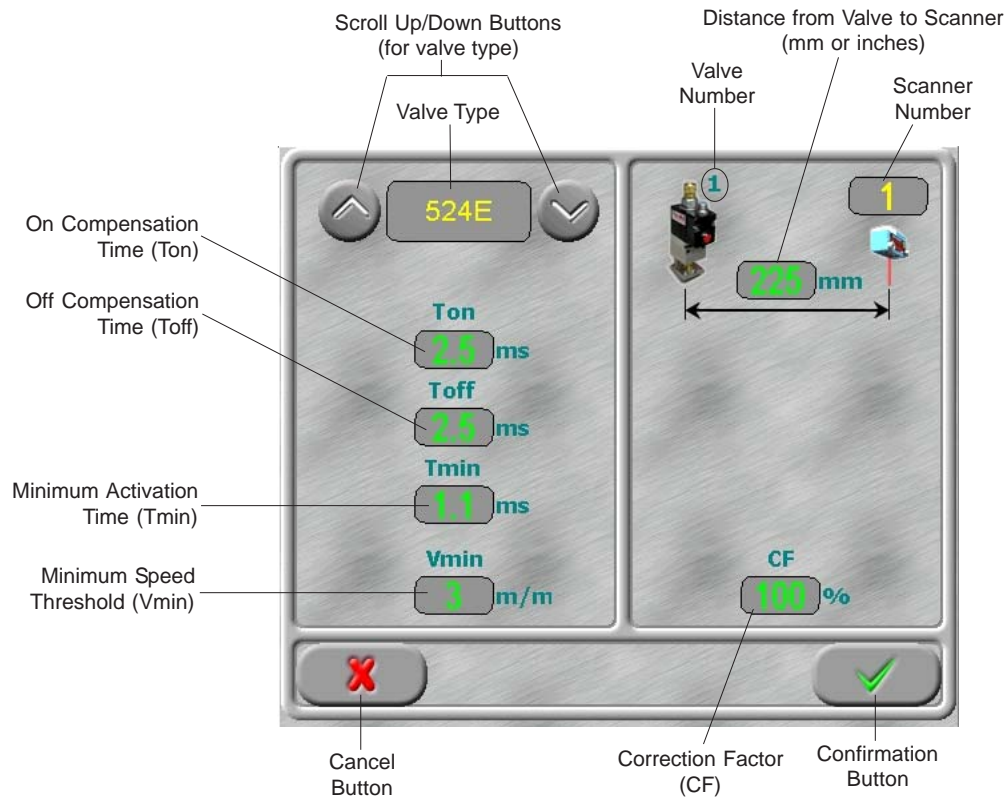 Scroll Up/Down Buttons
(for valve type)
Distance from Valve to Scanner
(mm or inches)
Valve
Number
Scanner
Number
Valve Type
524E
1
1
On Compensation
Time (Ton)
225 mm
Off Compensation
Time (Toff)
Ton
2.5 ms
Toff
2.5 ms
Minimum Activation
Time (Tmin)
Tmin
1.1 ms
Minimum Speed
Threshold (Vmin)
Vmin
3 m/m
CF
100 %
Cancel
Button
Correction Factor
(CF)
Confirmation
Button